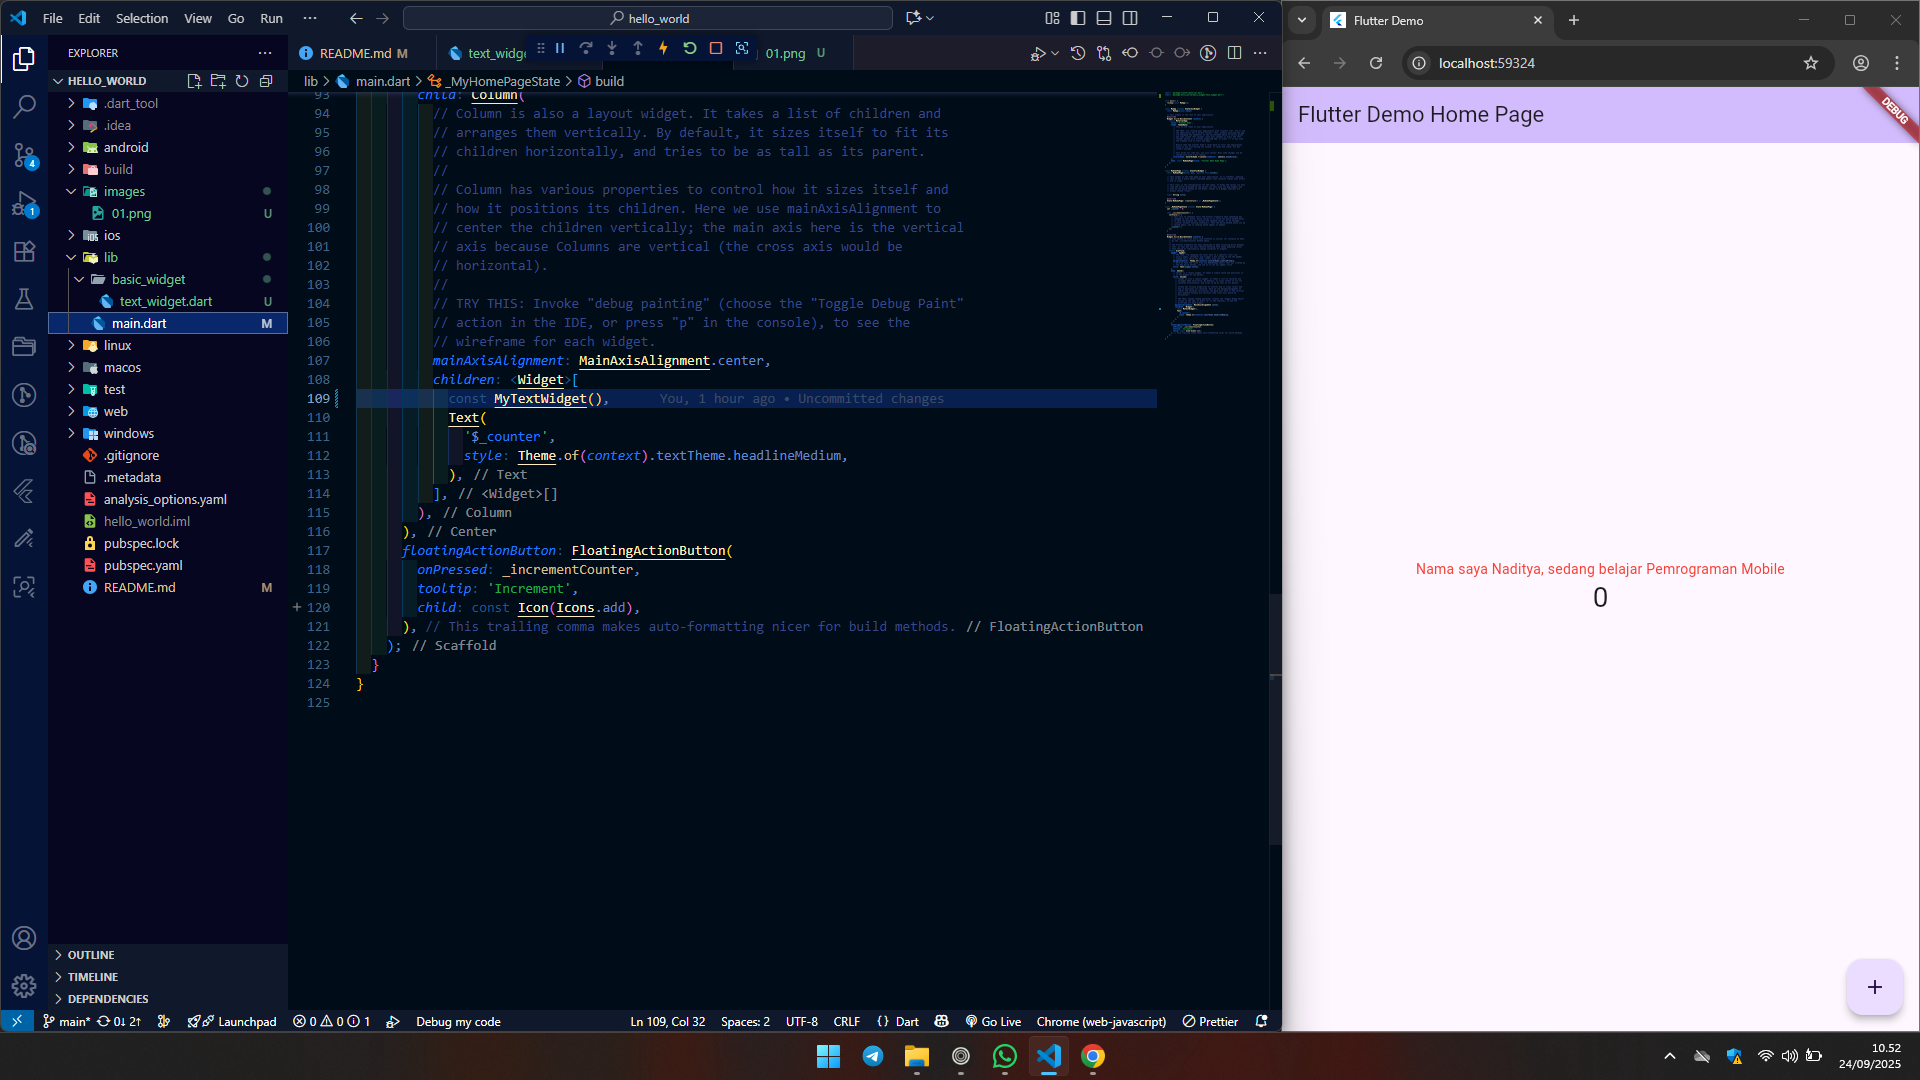 File Edit Selection View Go Run ···
hello_world
EXPLORER
HELLO_WORLD
.dart_tool
.idea
android
build
images
01.png U
ios
lib
basic_widget
text_widget.dart U
main.dart M
linux
macos
test
web
windows
.gitignore
.metadata
analysis_options.yaml
hello_world.iml
pubspec.lock
pubspec.yaml
README.md M
OUTLINE
TIMELINE
DEPENDENCIES
4
1
README.md M
text_widge
01.png U
lib > main.dart > _MyHomePageState > build
93 child: Column(
94 // Column is also a layout widget. It takes a list of children and
95 // arranges them vertically. By default, it sizes itself to fit its
96 // children horizontally, and tries to be as tall as its parent.
97 //
98 // Column has various properties to control how it sizes itself and
99 // how it positions its children. Here we use mainAxisAlignment to
100 // center the children vertically; the main axis here is the vertical
101 // axis because Columns are vertical (the cross axis would be
102 // horizontal).
103 //
104 // TRY THIS: Invoke "debug painting" (choose the "Toggle Debug Paint"
105 // action in the IDE, or press "p" in the console), to see the
106 // wireframe for each widget.
107 mainAxisAlignment: MainAxisAlignment.center,
108 children: <Widget>[
109 const MyTextWidget(), You, 1 hour ago • Uncommitted changes
110 Text(
111 '$_counter',
112 style: Theme.of(context).textTheme.headlineMedium,
113 ), // Text
114 ], // <Widget>[]
115 ), // Column
116 ), // Center
117 floatingActionButton: FloatingActionButton(
118 onPressed: _incrementCounter,
119 tooltip: 'Increment',
120 child: const Icon(Icons.add),
121 ), // This trailing comma makes auto-formatting nicer for build methods. // FloatingActionButton
122 ); // Scaffold
123 }
124 }
125
main* 0↓ 2↑ Launchpad 0 0 1 Debug my code Ln 109, Col 32 Spaces: 2 UTF-8 CRLF {} Dart Go Live Chrome (web-javascript) Prettier
Flutter Demo
localhost:59324
Flutter Demo Home Page
DEBUG
Nama saya Naditya, sedang belajar Pemrograman Mobile
0
+
10.52
24/09/2025